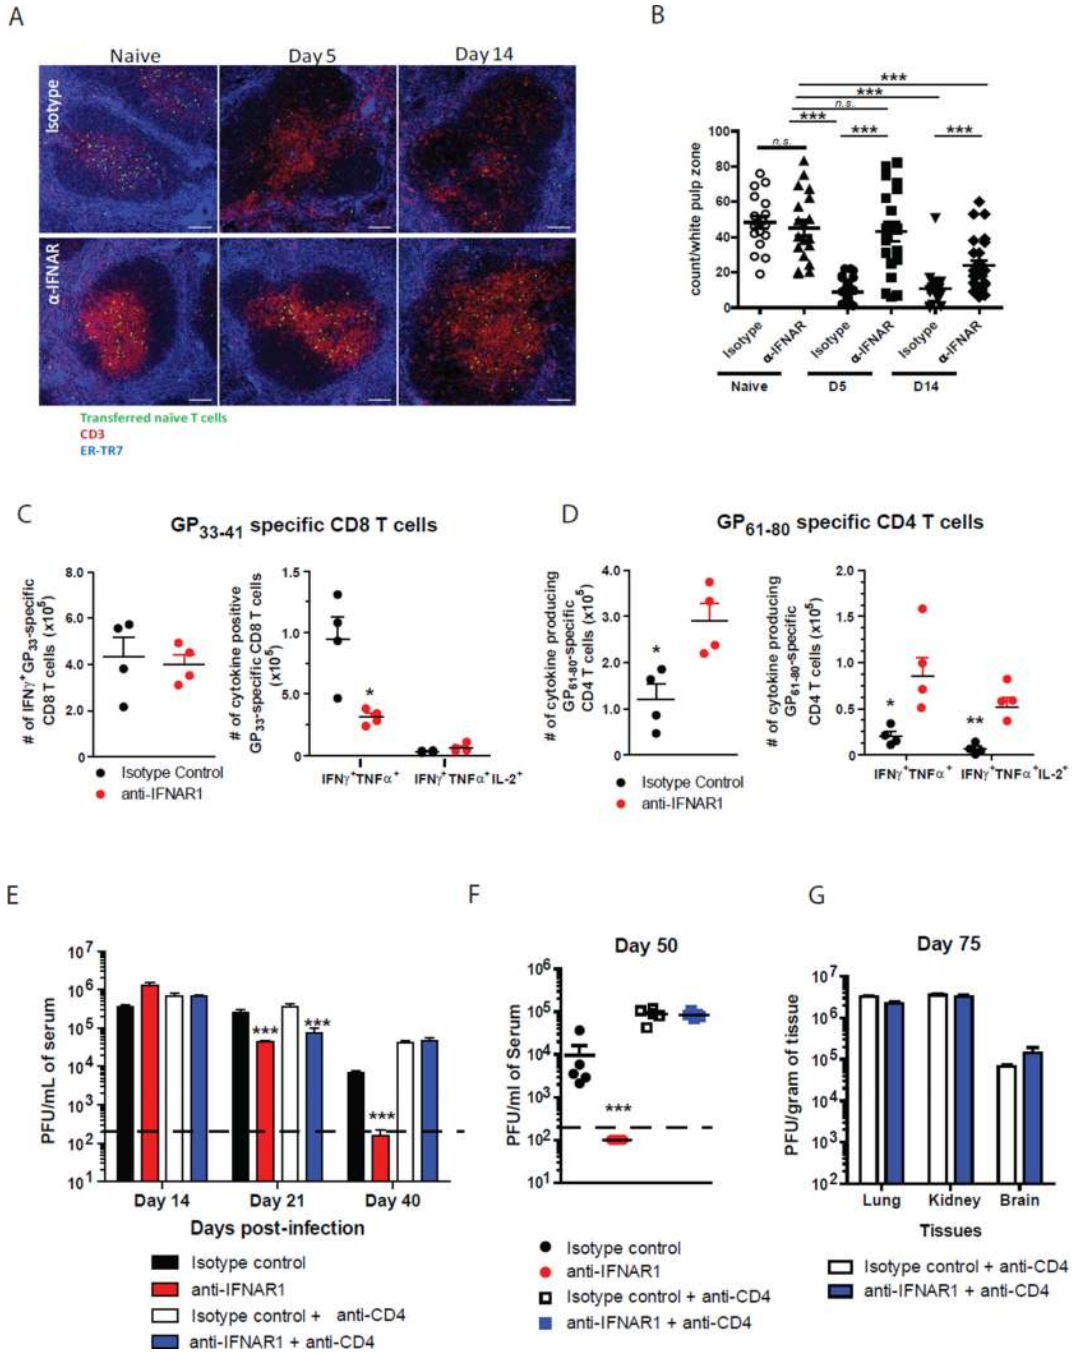 A
Naive
Day 5
Day 14
Isotype
α-IFNAR
Transferred naïve T cells
CD3
ER-TR7
B
***
***
n.s.
***
***
***
n.s.
count/white pulp zone
100
80
60
40
20
0
Isotype
α-IFNAR
Isotype
α-IFNAR
Isotype
α-IFNAR
Naive
D5
D14
C
GP33-41 specific CD8 T cells
# of IFNγ+GP33-specific
CD8 T cells (x10^5)
8.0
6.0
4.0
2.0
0
Isotype Control
anti-IFNAR1
# of cytokine positive
GP33-specific CD8 T cells
(x10^5)
1.5
1.0
5.0
0
*
IFNγ+TNFα+
IFNγ+TNFα+IL-2+
D
GP61-80 specific CD4 T cells
# of cytokine producing
GP61-80-specific
CD4 T cells (x10^5)
4.0
3.0
2.0
1.0
0
*
Isotype Control
anti-IFNAR1
# of cytokine producing
GP61-80-specific
CD4 T cells (x10^5)
2.0
1.5
1.0
0.5
0
*
**
IFNγ+TNFα+
IFNγ+TNFα+IL-2+
E
PFU/mL of serum
10^7
10^6
10^5
10^4
10^3
10^2
10^1
***
***
***
Day 14
Day 21
Day 40
Days post-infection
Isotype control
anti-IFNAR1
Isotype control + anti-CD4
anti-IFNAR1 + anti-CD4
F
Day 50
PFU/ml of Serum
10^6
10^5
10^4
10^3
10^2
10^1
***
Isotype control
anti-IFNAR1
Isotype control + anti-CD4
anti-IFNAR1 + anti-CD4
G
Day 75
PFU/gram of tissue
10^7
10^6
10^5
10^4
10^3
10^2
Lung
Kidney
Brain
Tissues
Isotype control + anti-CD4
anti-IFNAR1 + anti-CD4